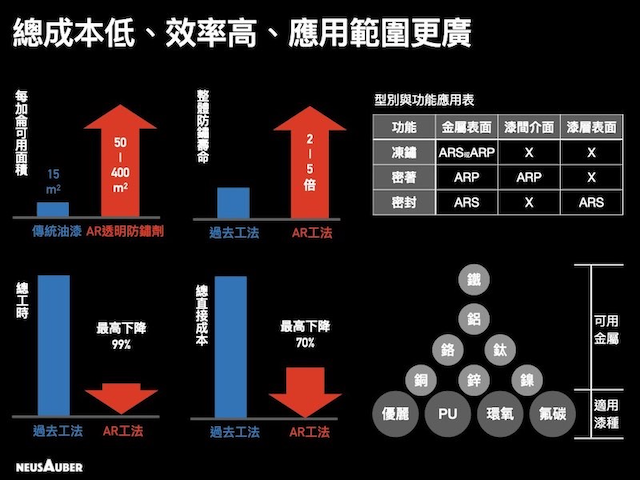 總成本低、效率高、應用範圍更廣
每加侖可用面積
15
m²
50
|
400
m²
傳統油漆
AR透明防鏽劑
整體防鏽壽命
2
|
5
倍
過去工法
AR工法
型別與功能應用表
功能 金屬表面 漆間介面 漆層表面
凍鏽 ARS或ARP X X
密著 ARP ARP X
密封 ARS X ARS
總工時
最高下降
99%
過去工法
AR工法
總直接成本
最高下降
70%
過去工法
AR工法
鐵
鋁
鉻 鈦
銅 鋅 鎳
可用
金屬
優麗 PU 環氧 氟碳
適用
漆種
NEUSAUBER